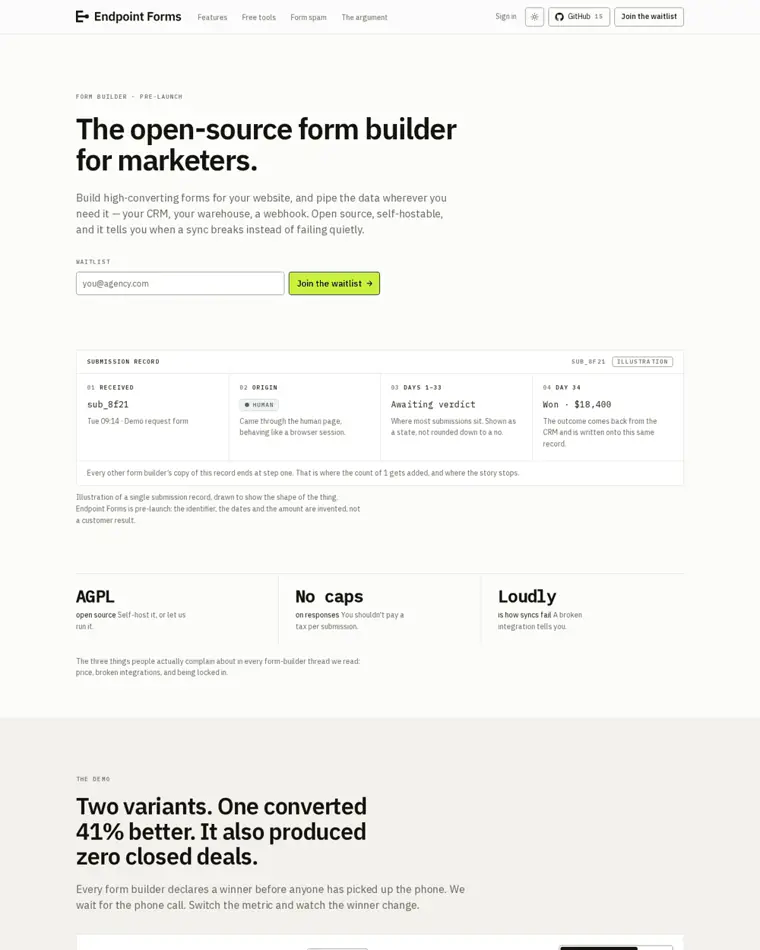 Endpoint Forms Features Free tools Form spam The argument Sign in GitHub 15 Join the waitlist
FORM BUILDER · PRE-LAUNCH
The open-source form builder
for marketers.
Build high-converting forms for your website, and pipe the data wherever you
need it — your CRM, your warehouse, a webhook. Open source, self-hostable,
and it tells you when a sync breaks instead of failing quietly.
WAITLIST
you@agency.com Join the waitlist →
SUBMISSION RECORD SUB_8F21 ILLUSTRATION
01 RECEIVED
sub_8f21
Tue 09:14 · Demo request form
02 ORIGIN
HUMAN
Came through the human page,
behaving like a browser session.
03 DAYS 1–33
Awaiting verdict
Where most submissions sit. Shown as
a state, not rounded down to a no.
04 DAY 34
Won · $18,400
The outcome comes back from the
CRM and is written onto this same
record.
Every other form builder's copy of this record ends at step one. That is where the count of 1 gets added, and where the story stops.
Illustration of a single submission record, drawn to show the shape of the thing.
Endpoint Forms is pre-launch: the identifier, the dates and the amount are invented, not
a customer result.
AGPL
open source Self-host it, or let us
run it.
No caps
on responses You shouldn't pay a
tax per submission.
Loudly
is how syncs fail A broken
integration tells you.
The three things people actually complain about in every form-builder thread we read:
price, broken integrations, and being locked in.
THE DEMO
Two variants. One converted
41% better. It also produced
zero closed deals.
Every form builder declares a winner before anyone has picked up the phone. We
wait for the phone call. Switch the metric and watch the winner change.